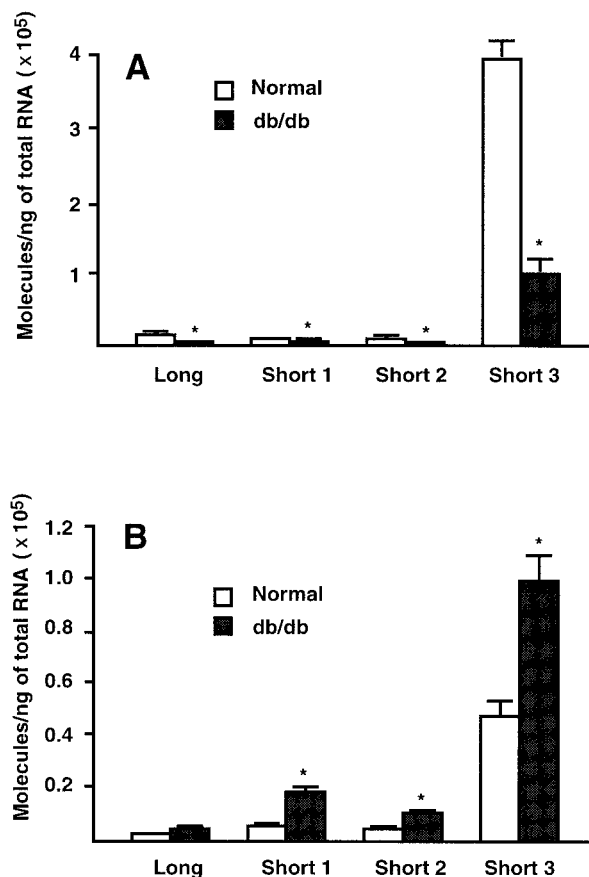 Molecules/ng of total RNA ( x 10⁵)
A
4
3
2
1
Normal
db/db
*
*
*
*
Long Short 1 Short 2 Short 3
Molecules/ng of total RNA ( x 10⁵)
B
1.2
1.0
0.8
0.6
0.4
0.2
Normal
db/db
*
*
*
Long Short 1 Short 2 Short 3